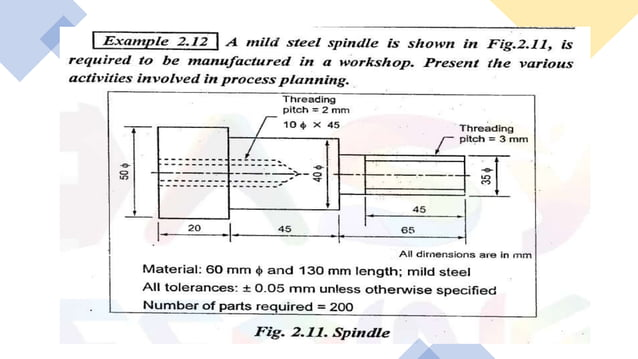 Example 2.12 A mild steel spindle is shown in Fig.2.11, is
required to be manufactured in a workshop. Present the various
activities involved in process planning.
Threading
pitch = 2 mm
10 ϕ × 45
Threading
pitch = 3 mm
50 ϕ
40 ϕ
35 ϕ
45
20
45
65
All dimensions are in mm
Material: 60 mm ϕ and 130 mm length; mild steel
All tolerances: ± 0.05 mm unless otherwise specified
Number of parts required = 200
Fig. 2.11. Spindle